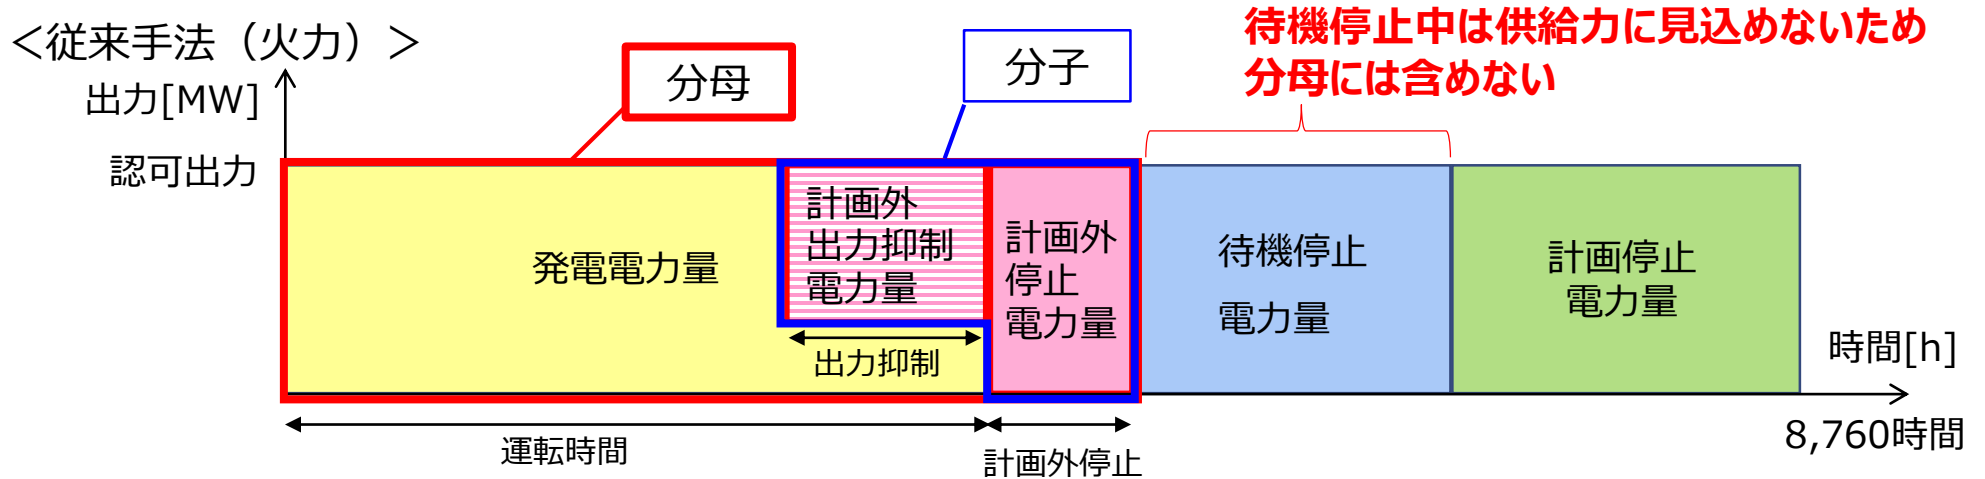 ＜従来手法（火力）＞
待機停止中は供給力に見込めないため
分母には含めない
分母
分子
出力[MW]
認可出力
発電電力量
計画外
出力抑制
電力量
計画外
停止
電力量
待機停止
電力量
計画停止
電力量
出力抑制
時間[h]
8,760時間
運転時間
計画外停止